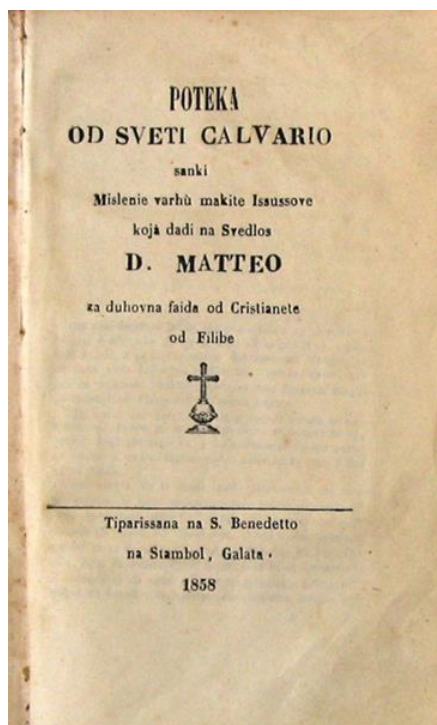 POTEKA
OD SVETI CALVARIO
sanki
Mislenie varhù makite Issussove
kojà dadí na Svedlos
D. MATTEO
za duhovna faida od Cristianete
od Filibe
Tiparissana na S. Benedetto
na Stambol, Galata.
1858